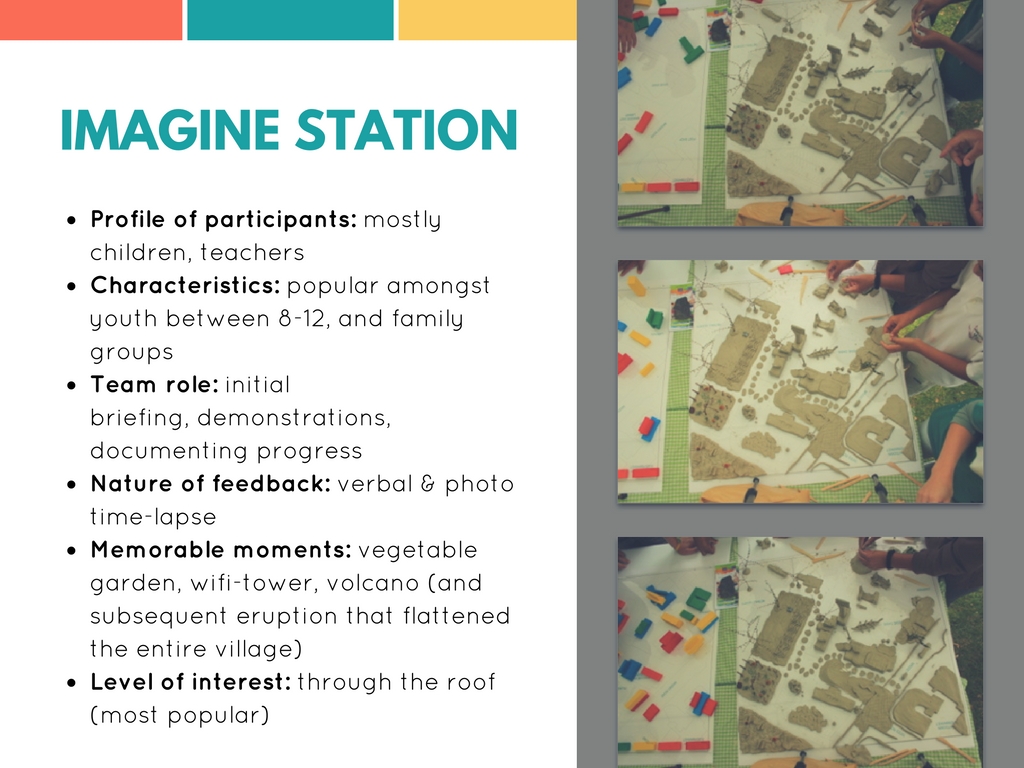 IMAGINE STATION
• Profile of participants: mostly
children, teachers
• Characteristics: popular amongst
youth between 8-12, and family
groups
• Team role: initial
briefing, demonstrations,
documenting progress
• Nature of feedback: verbal & photo
time-lapse
• Memorable moments: vegetable
garden, wifi-tower, volcano (and
subsequent eruption that flattened
the entire village)
• Level of interest: through the roof
(most popular)